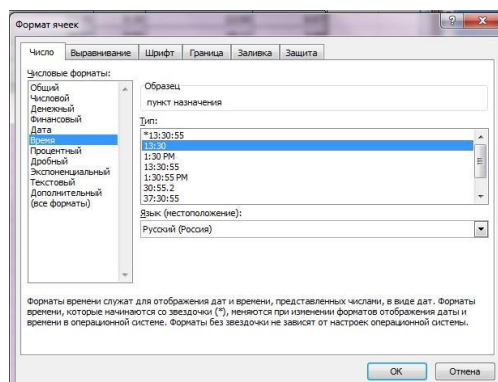 Формат ячеек
Число Выравнивание Шрифт Граница Заливка Защита
Числовые форматы:
Общий
Числовой
Денежный
Финансовый
Дата
Время
Процентный
Дробный
Экспоненциальный
Текстовый
Дополнительный
(все форматы)
Образец
пункт назначения
Тип:
*13:30:55
13:30
1:30 PM
13:30:55
1:30:55 PM
30:55.2
37:30:55
Язык (местоположение):
Русский (Россия)
Форматы времени служат для отображения дат и времени, представленных числами, в виде дат. Форматы
времени, которые начинаются со звездочки (*), меняются при изменении форматов отображения даты и
времени в операционной системе. Форматы без звездочки не зависят от настроек операционной системы.
ОК Отмена